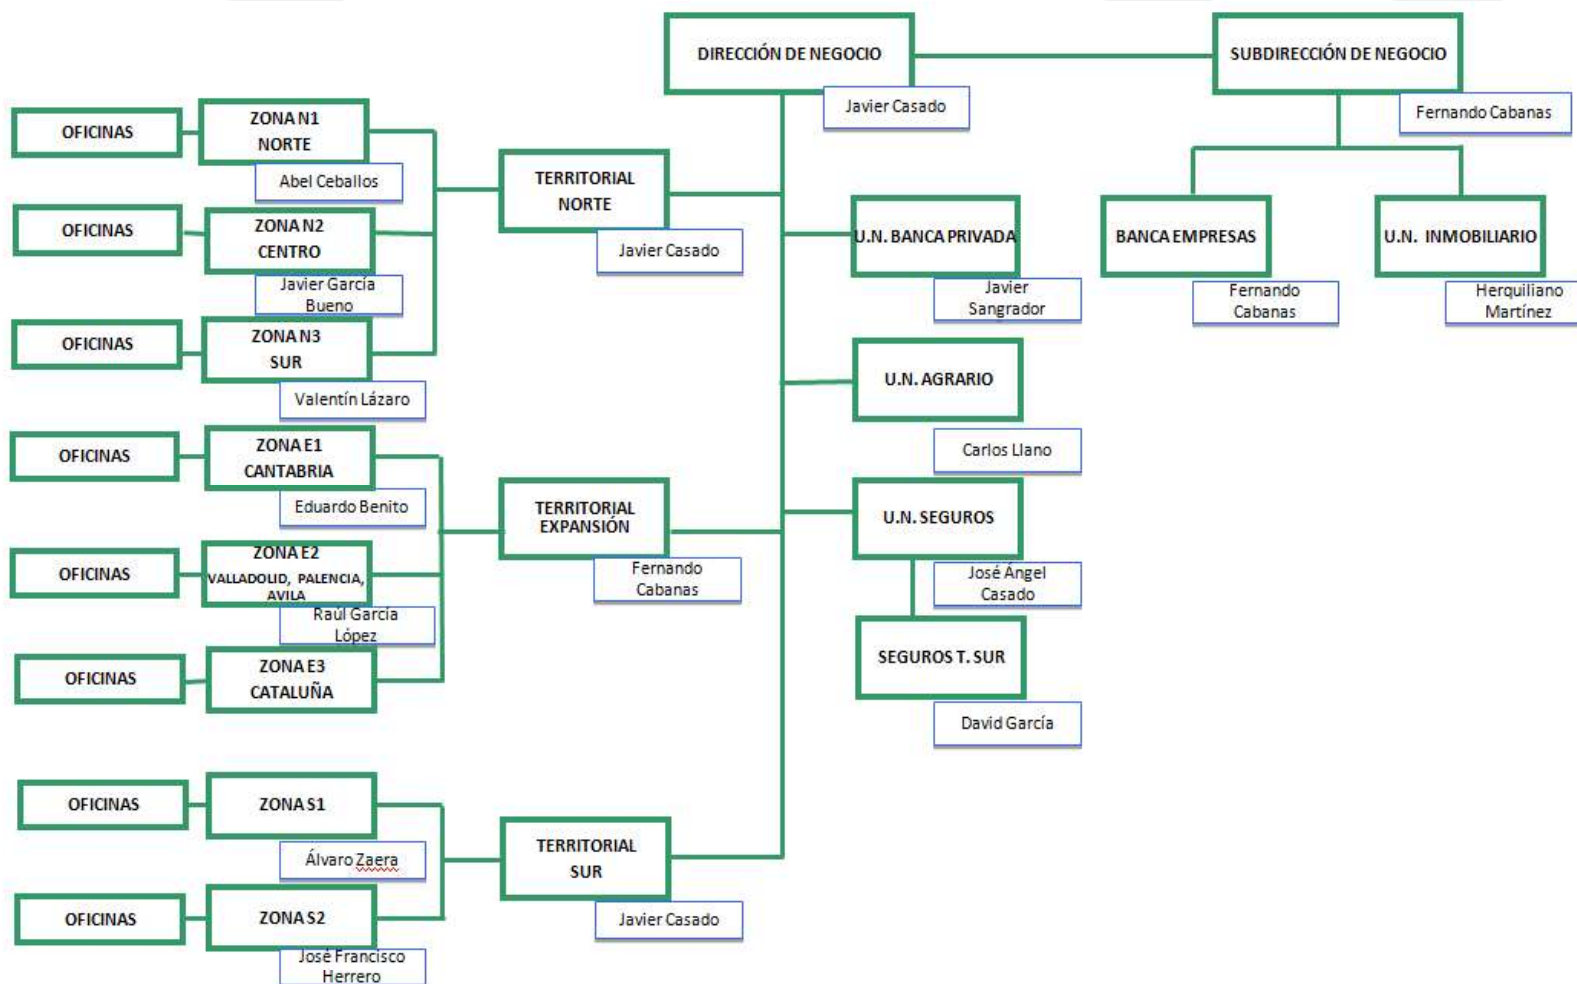 DIRECCIÓN DE NEGOCIO
Javier Casado
SUBDIRECCIÓN DE NEGOCIO
Fernando Cabanas
OFICINAS
ZONA N1
NORTE
Abel Ceballos
OFICINAS
ZONA N2
CENTRO
Javier García
Bueno
OFICINAS
ZONA N3
SUR
Valentín Lázaro
TERRITORIAL
NORTE
Javier Casado
U.N. BANCA PRIVADA
Javier
Sangrador
BANCA EMPRESAS
Fernando
Cabanas
U.N. INMOBILIARIO
Herquiliano
Martínez
U.N. AGRARIO
Carlos Llano
OFICINAS
ZONA E1
CANTABRIA
Eduardo Benito
OFICINAS
ZONA E2
VALLADOLID, PALENCIA,
AVILA
Raúl García
López
OFICINAS
ZONA E3
CATALUÑA
TERRITORIAL
EXPANSIÓN
Fernando
Cabanas
U.N. SEGUROS
José Ángel
Casado
SEGUROS T. SUR
David García
OFICINAS
ZONA S1
Álvaro Zaera
OFICINAS
ZONA S2
José Francisco
Herrero
TERRITORIAL
SUR
Javier Casado